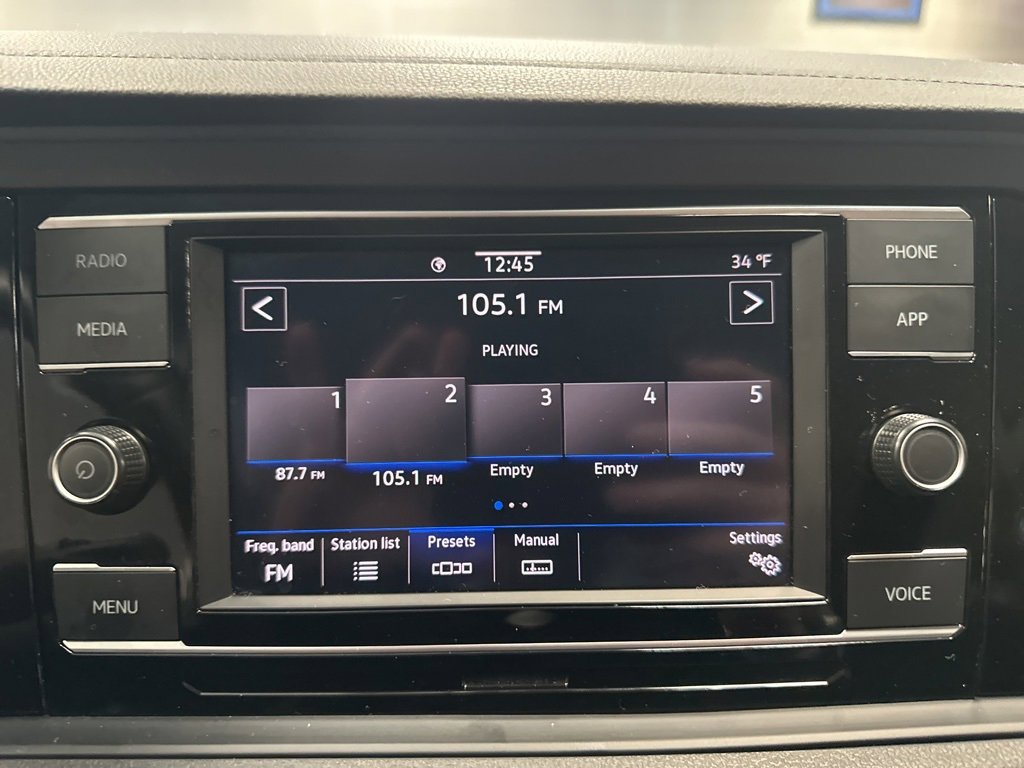 RADIO
MEDIA
MENU
12:45
34 °F
<
105.1 FM
>
PLAYING
1
2
3
4
5
87.7 FM
105.1 FM
Empty
Empty
Empty
Freq. band
FM
Station list
Presets
Manual
Settings
PHONE
APP
VOICE